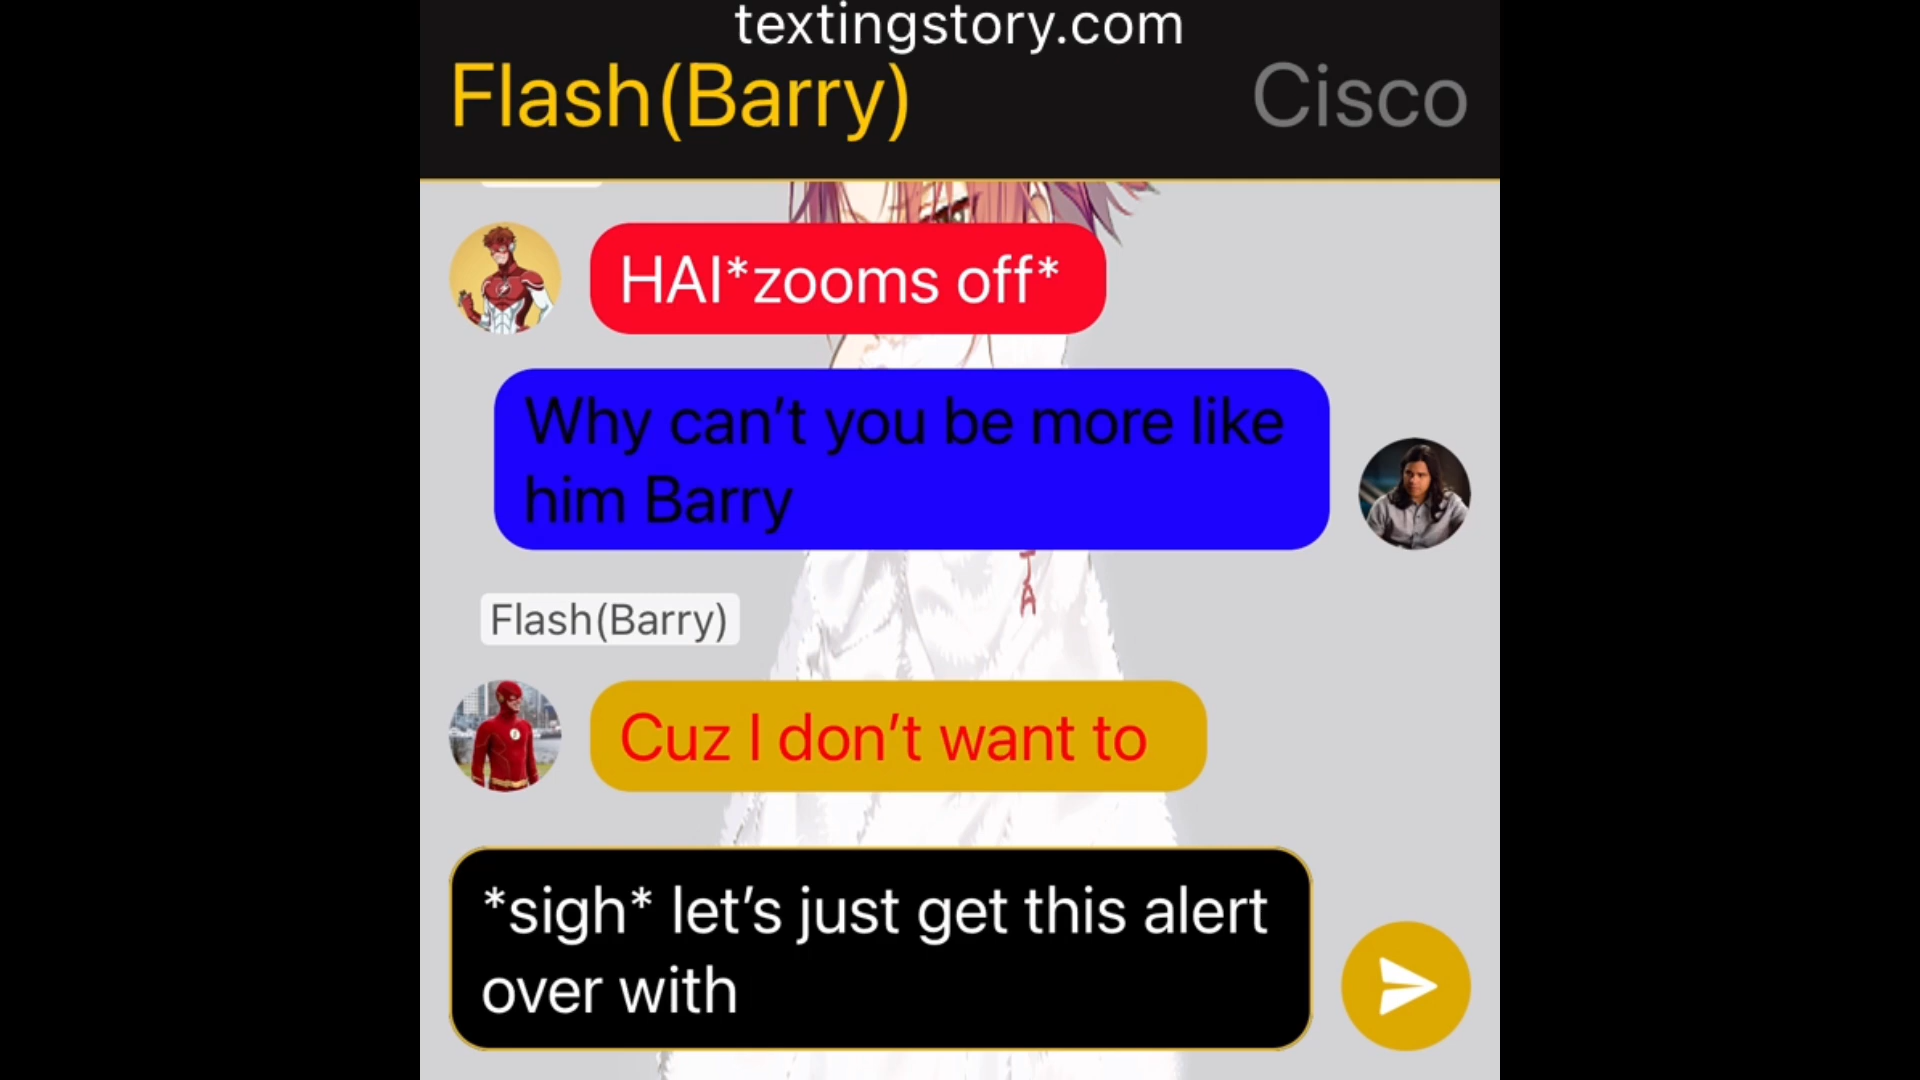 textingstory.com
Flash(Barry) Cisco
HAI*zooms off*
Why can’t you be more like
him Barry
Flash(Barry)
Cuz I don’t want to
*sigh* let’s just get this alert
over with